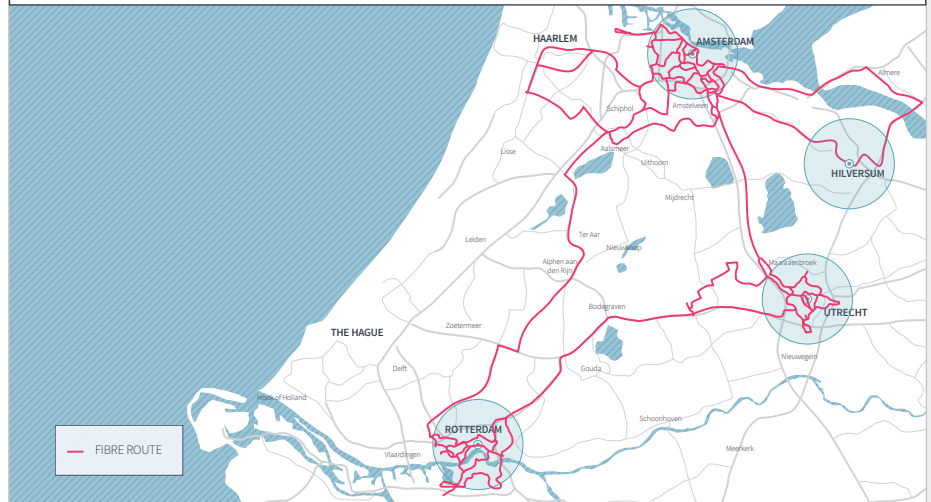 HAARLEM
AMSTERDAM
Almere
Schiphol
Amstelveen
Lisse
Aalsmeer
Uithoorn
HILVERSUM
Mijdrecht
Leiden
Ter Aar
Nieuwkoop
Alphen aan
den Rijn
Maarssenbroek
Bodegraven
UTRECHT
Zoetermeer
THE HAGUE
Nieuwegein
Delft
Gouda
Hook of Holland
Schoonhoven
ROTTERDAM
Meerkerk
Vlaardingen
FIBRE ROUTE